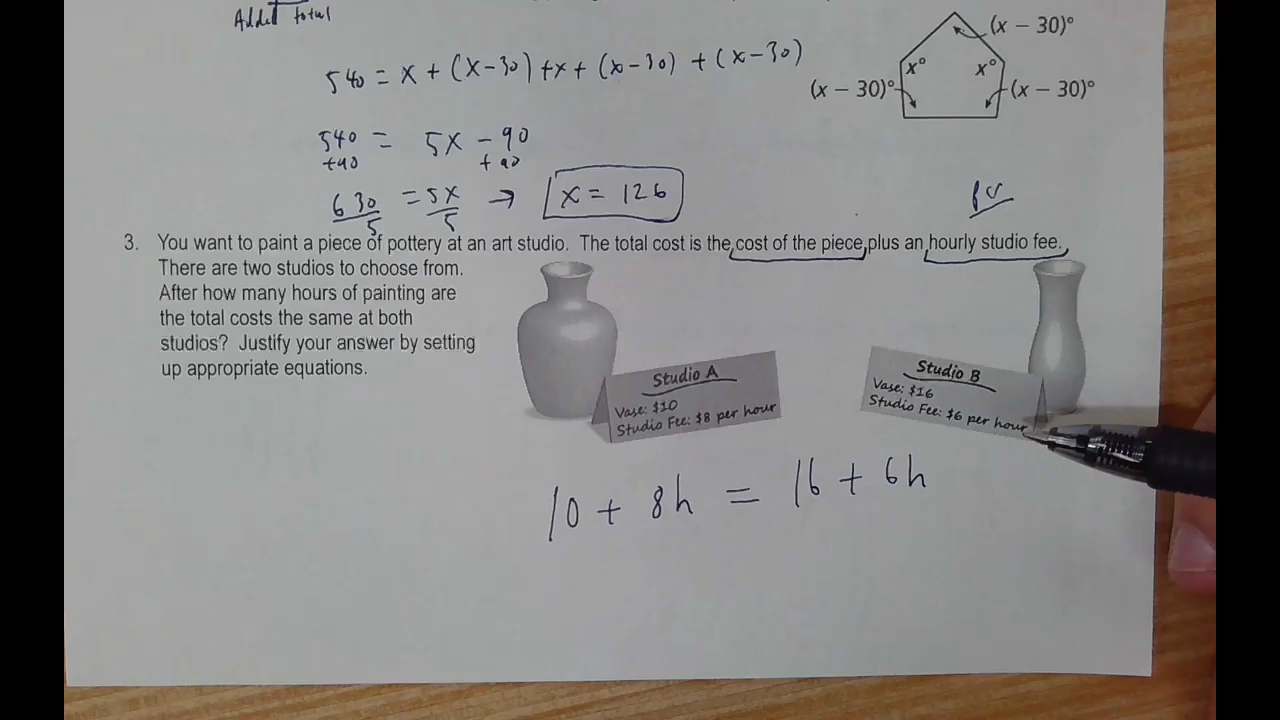 Added total
540 = x + (x-30) + x + (x-30) + (x-30)
(x – 30)°
x° x°
(x – 30)° (x – 30)°
540 = 5x - 90
+90 +90
630 = 5x → x = 126
5 5
3. You want to paint a piece of pottery at an art studio. The total cost is the cost of the piece plus an hourly studio fee.
There are two studios to choose from.
After how many hours of painting are
the total costs the same at both
studios? Justify your answer by setting
up appropriate equations.
Studio A
Vase: $10
Studio Fee: $8 per hour
Studio B
Vase: $16
Studio Fee: $6 per hour
10 + 8h = 16 + 6h